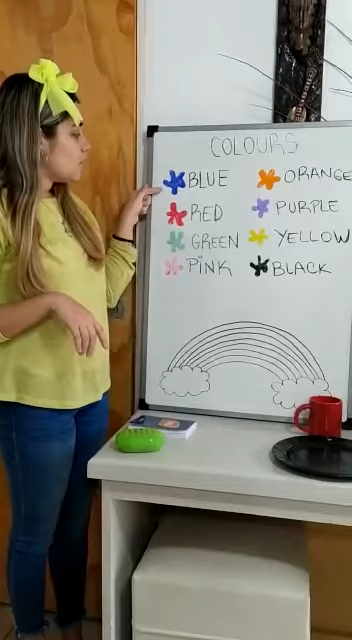 COLOURS
BLUE ORANGE
RED PURPLE
GREEN YELLOW
PINK BLACK